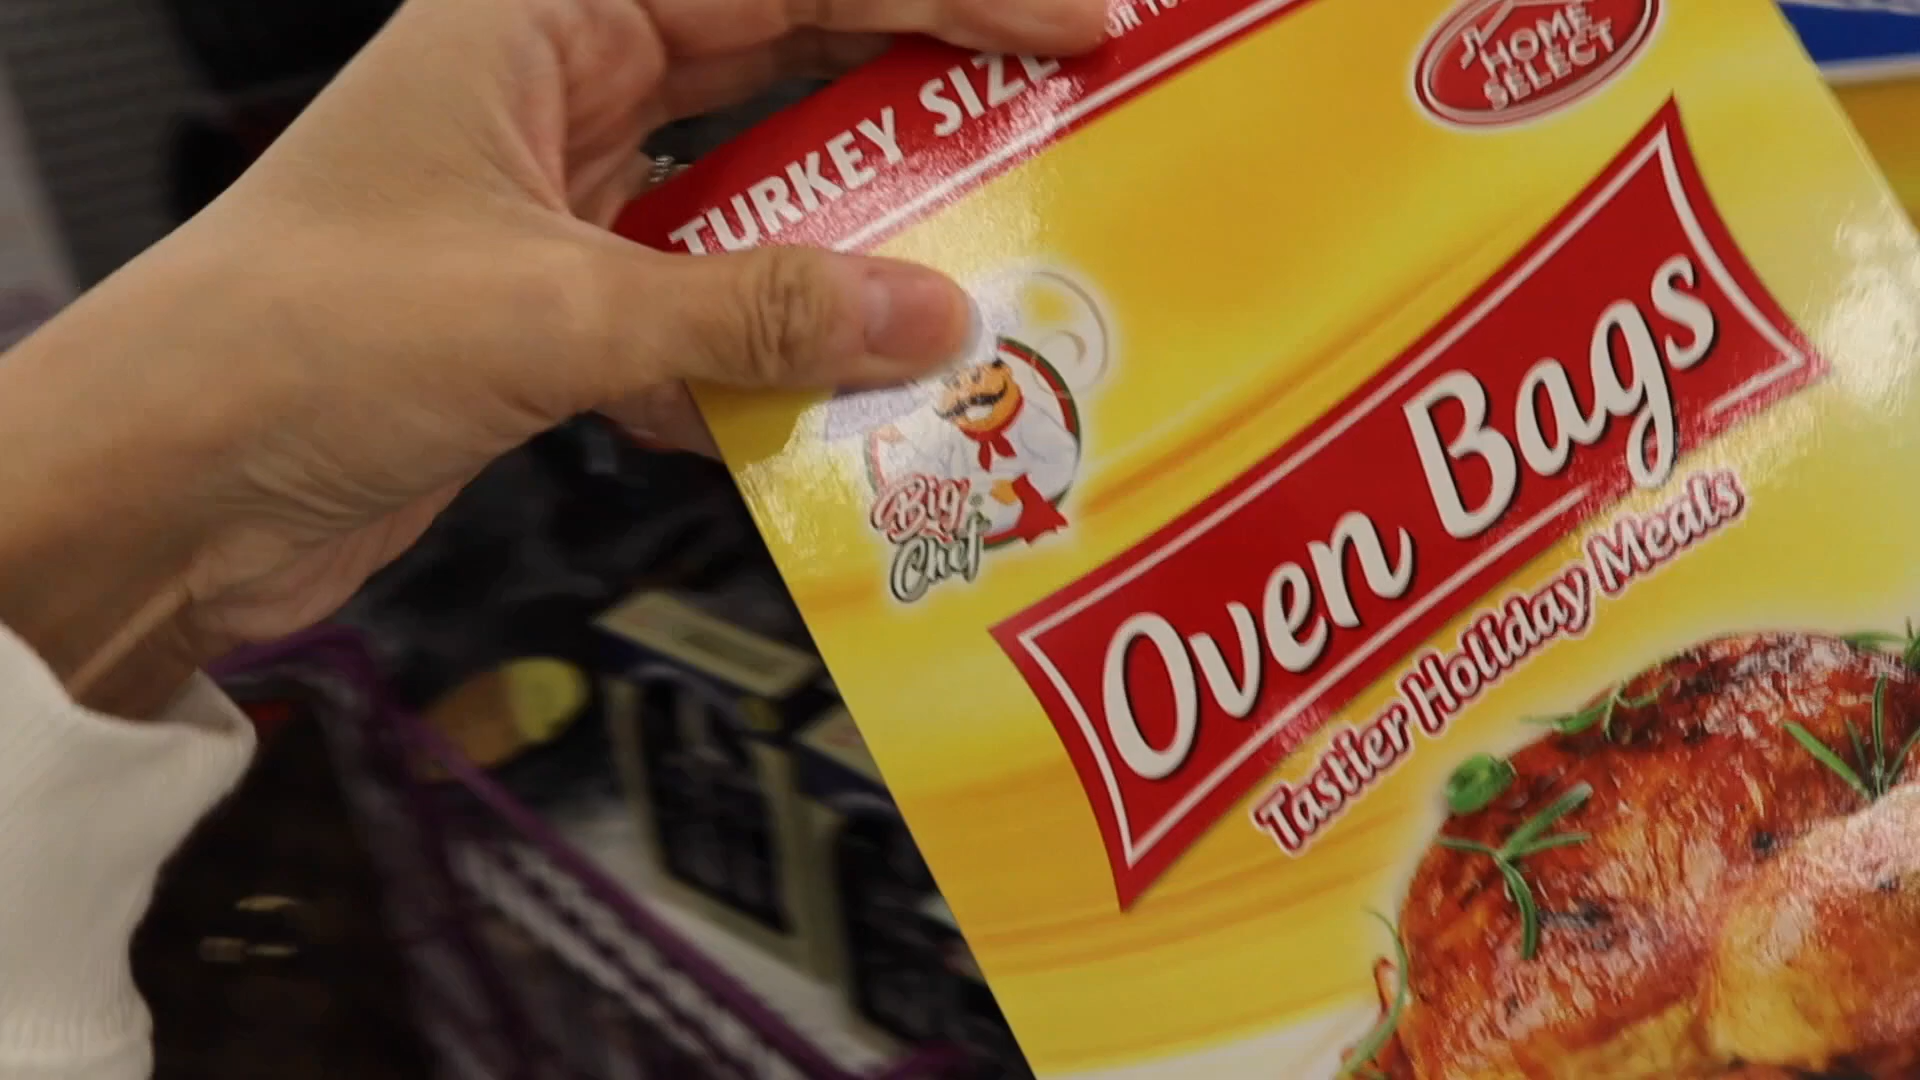 TURKEY SIZE
HOME
SELECT
Big
Chef
Oven Bags
Tastier Holiday Meals